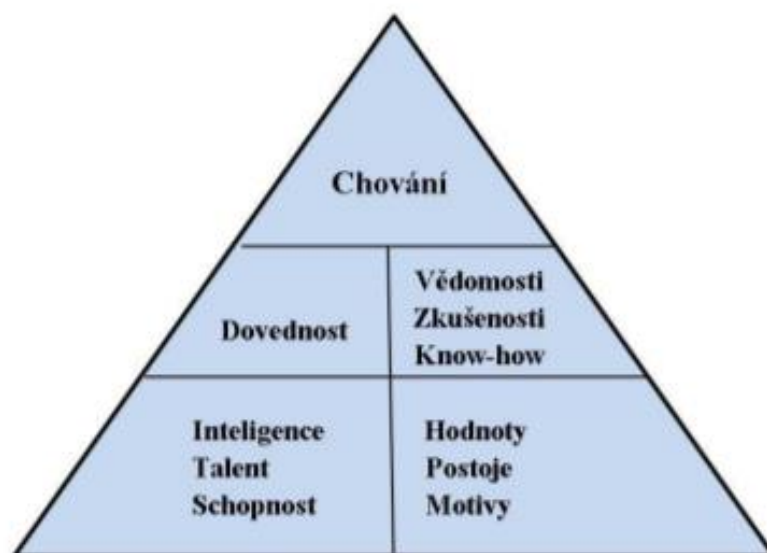 Chování
Dovednost
Vědomosti
Zkušenosti
Know-how
Inteligence
Talent
Schopnost
Hodnoty
Postoje
Motivy